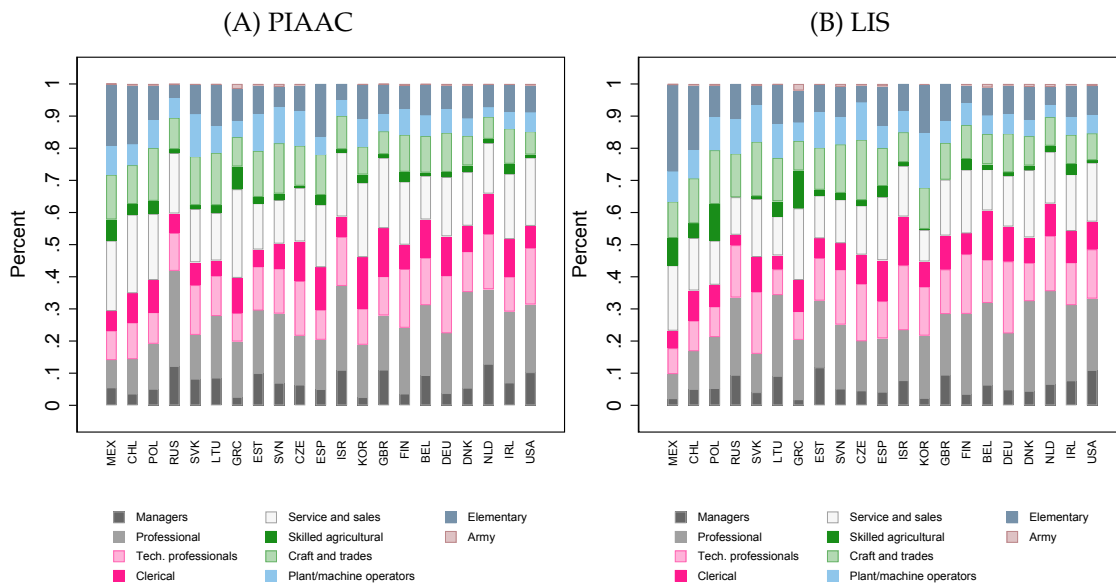 (A) PIAAC
(B) LIS
Percent
1
.9
.8
.7
.6
.5
.4
.3
.2
.1
0
MEX
CHL
POL
RUS
SVK
LTU
GRC
EST
SVN
CZE
ESP
ISR
KOR
GBR
FIN
BEL
DEU
DNK
NLD
IRL
USA
Managers
Professional
Tech. professionals
Clerical
Service and sales
Skilled agricultural
Craft and trades
Plant/machine operators
Elementary
Army
Percent
1
.9
.8
.7
.6
.5
.4
.3
.2
.1
0
MEX
CHL
POL
RUS
SVK
LTU
GRC
EST
SVN
CZE
ESP
ISR
KOR
GBR
FIN
BEL
DEU
DNK
NLD
IRL
USA
Managers
Professional
Tech. professionals
Clerical
Service and sales
Skilled agricultural
Craft and trades
Plant/machine operators
Elementary
Army